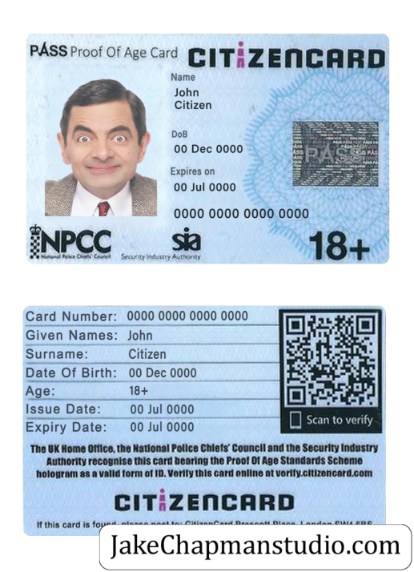 PASS Proof Of Age Card CITIZENCARD
Name
John
Citizen
DoB
00 Dec 0000
Expires on
00 Jul 0000
PASS
0000 0000 0000 0000
NPCC
National Police Chiefs' Council
Security Industry Authority
sia
18+
Card Number: 0000 0000 0000 0000
Given Names: John
Surname: Citizen
Date Of Birth: 00 Dec 0000
Age: 18+
Issue Date: 00 Jul 0000
Expiry Date: 00 Jul 0000
Scan to verify
The UK Home Office, the National Police Chiefs' Council and the Security Industry
Authority recognise this card bearing the Proof Of Age Standards Scheme
hologram as a valid form of ID. Verify this card online at verify.citizencard.com
CITIZENCARD
If this card is found, please post to: CitizenCard
JakeChapmanstudio.com